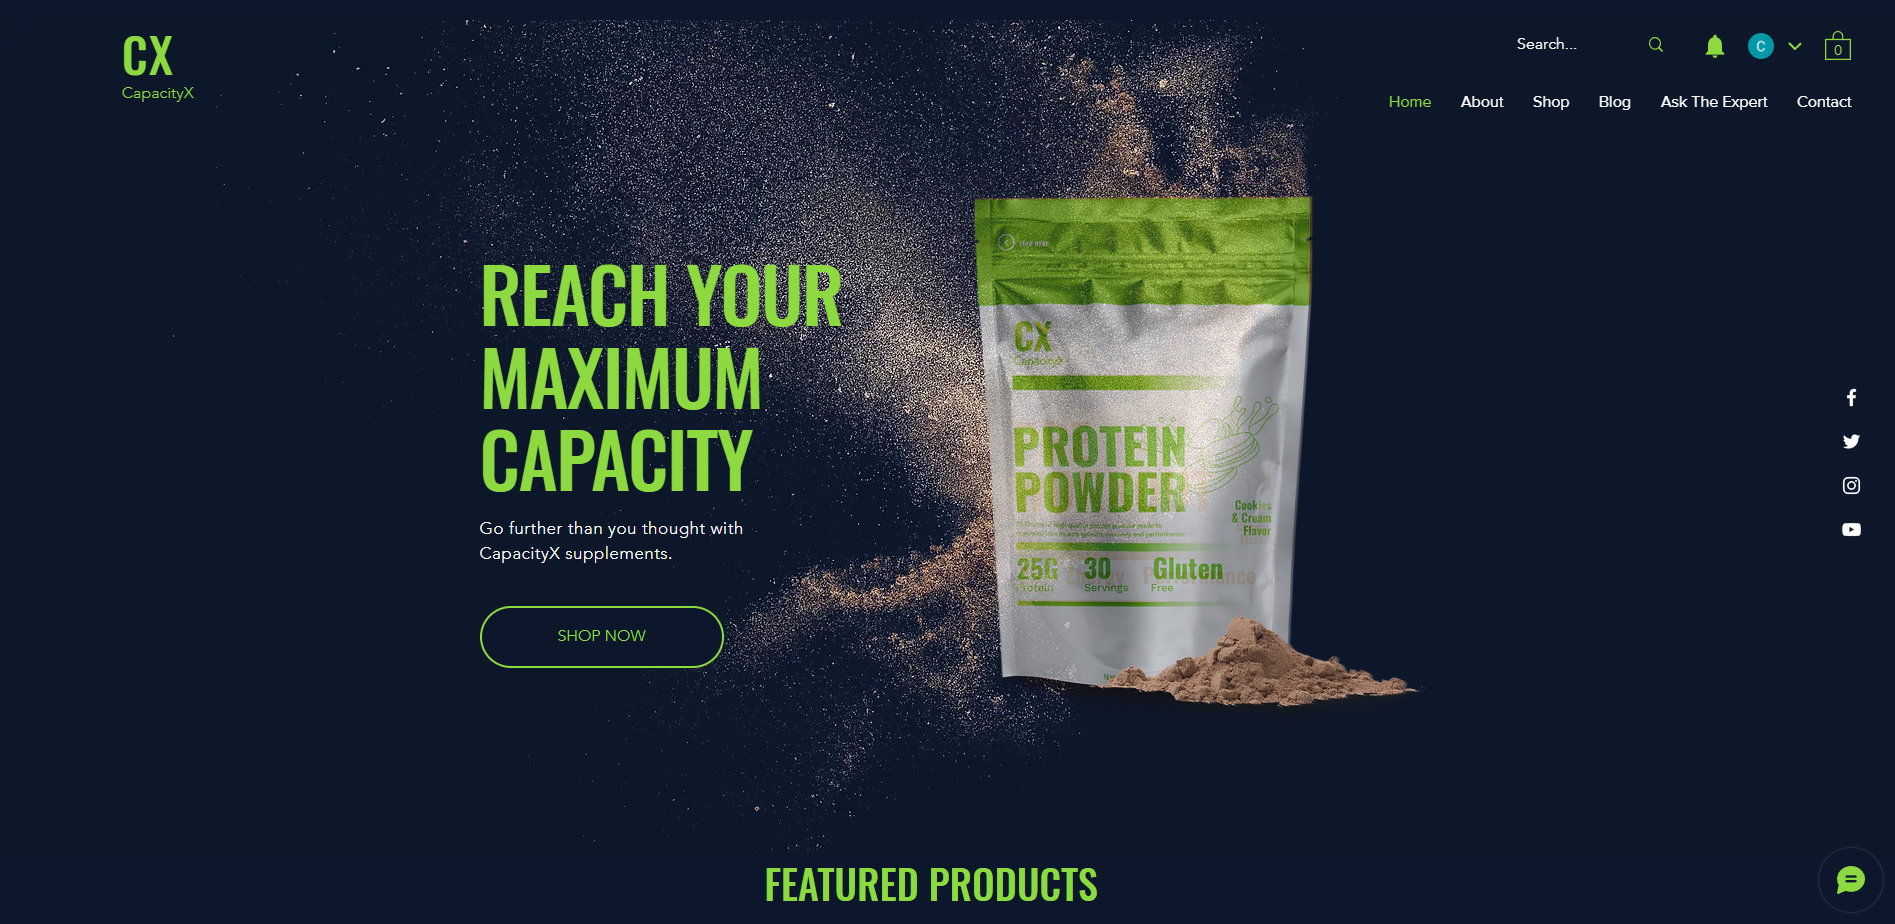 CX
CapacityX
Search...
C
0
Home About Shop Blog Ask The Expert Contact
REACH YOUR
MAXIMUM
CAPACITY
Go further than you thought with
CapacityX supplements.
SHOP NOW
CX
CapacityX
PROTEIN
POWDER
Cookies
& Cream
Flavor
25G 30 Gluten
Protein Servings Free
FEATURED PRODUCTS